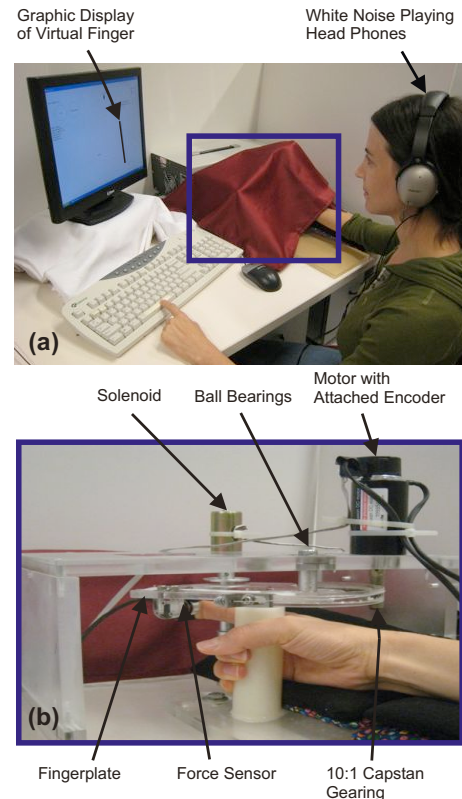 Graphic Display
of Virtual Finger
White Noise Playing
Head Phones
(a)
Solenoid
Ball Bearings
Motor with
Attached Encoder
(b)
Fingerplate
Force Sensor
10:1 Capstan
Gearing